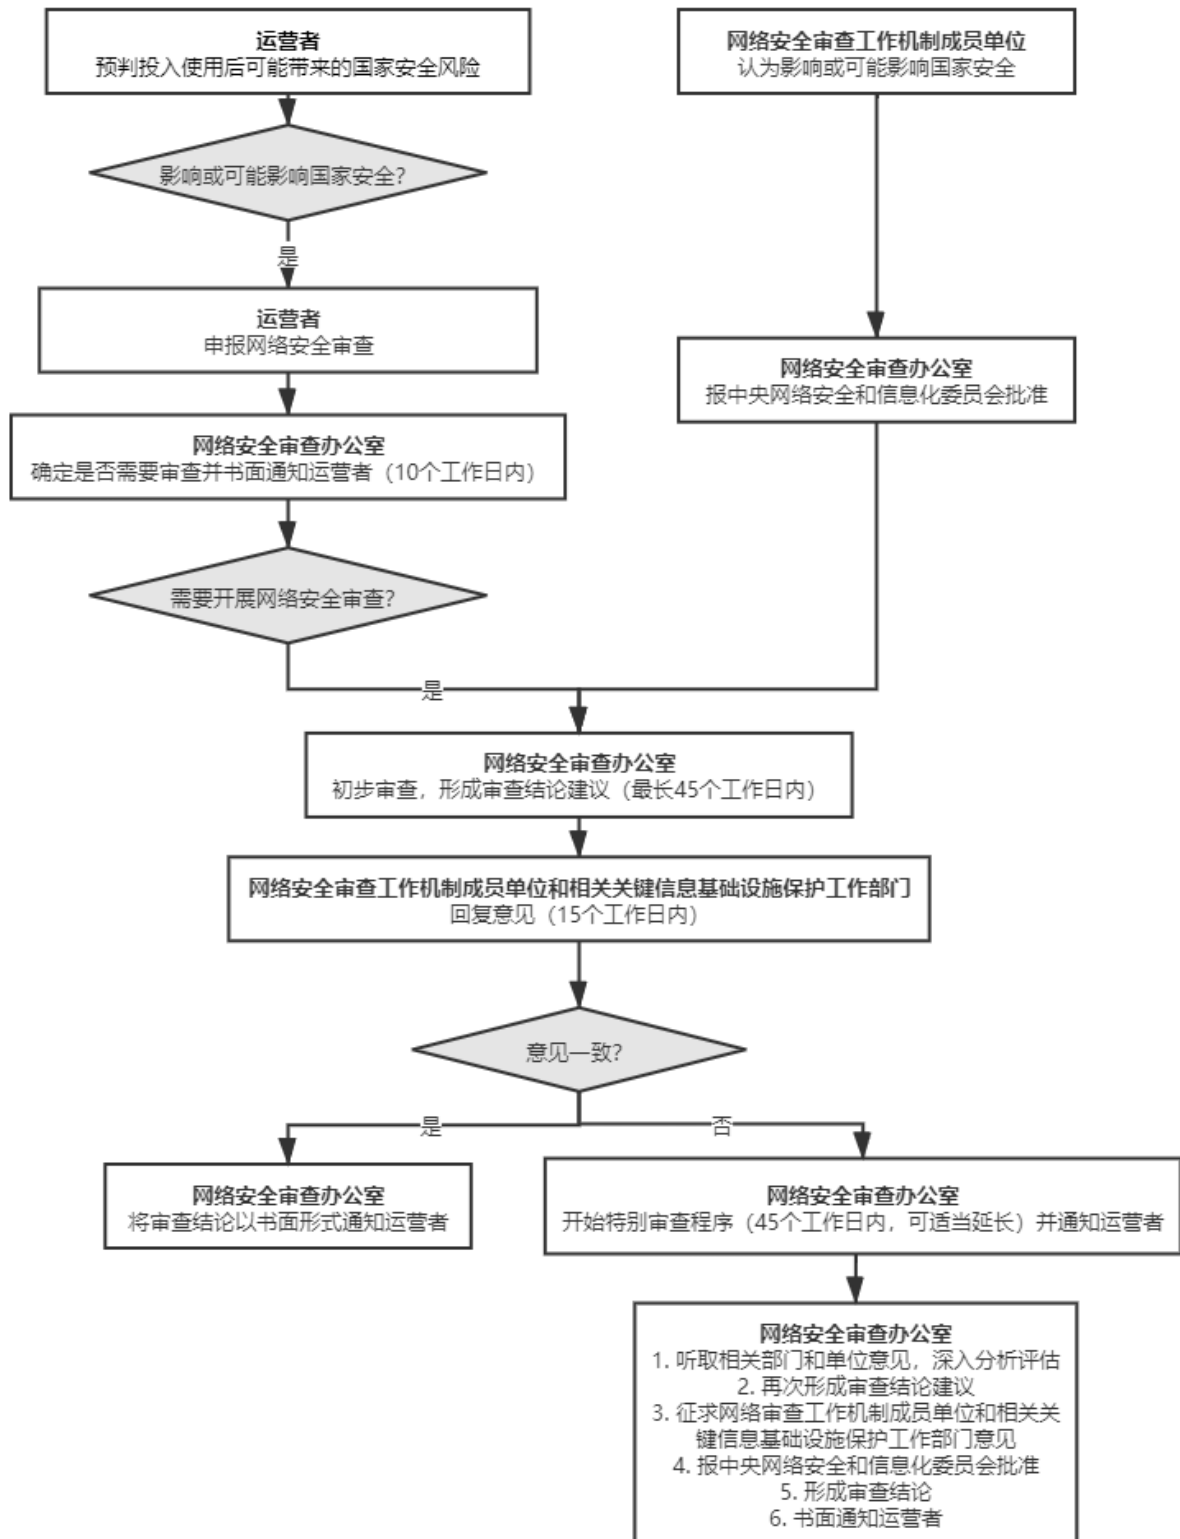 运营者
预判投入使用后可能带来的国家安全风险
网络安全审查工作机制成员单位
认为影响或可能影响国家安全
影响或可能影响国家安全?
是
运营者
申报网络安全审查
网络安全审查办公室
报中央网络安全和信息化委员会批准
网络安全审查办公室
确定是否需要审查并书面通知运营者（10个工作日内）
需要开展网络安全审查?
是
网络安全审查办公室
初步审查，形成审查结论建议（最长45个工作日内）
网络安全审查工作机制成员单位和相关关键信息基础设施保护工作部门
回复意见（15个工作日内）
意见一致?
是
否
网络安全审查办公室
将审查结论以书面形式通知运营者
网络安全审查办公室
开始特别审查程序（45个工作日内，可适当延长）并通知运营者
网络安全审查办公室
1. 听取相关部门和单位意见，深入分析评估
2. 再次形成审查结论建议
3. 征求网络审查工作机制成员单位和相关关
键信息基础设施保护工作部门意见
4. 报中央网络安全和信息化委员会批准
5. 形成审查结论
6. 书面通知运营者